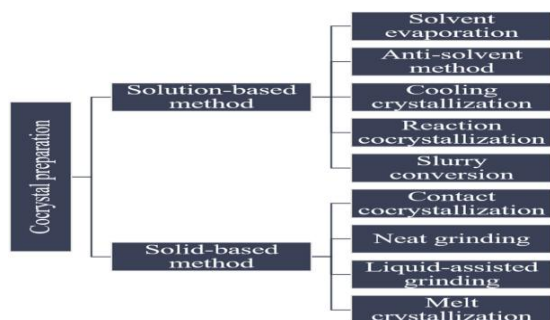 Cocrystal preparation
Solution-based
method
Solvent
evaporation
Anti-solvent
method
Cooling
crystallization
Reaction
cocrystallization
Slurry
conversion
Solid-based
method
Contact
cocrystallization
Neat grinding
Liquid-assisted
grinding
Melt
crystallization